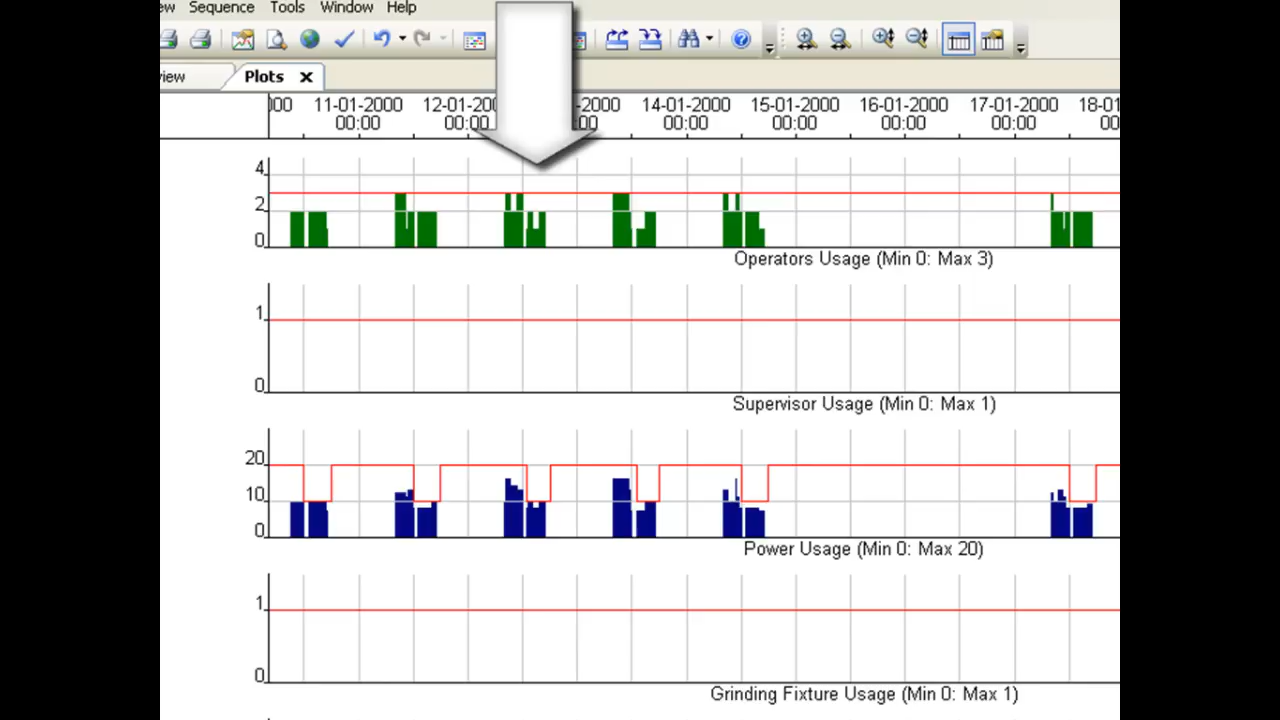 ew Sequence Tools Window Help
iew Plots X
000 11-01-2000 12-01-200 -2000 14-01-2000 15-01-2000 16-01-2000 17-01-2000 18-01
00:00 00:00 :00 00:00 00:00 00:00 00:00 00
4
2
0
Operators Usage (Min 0: Max 3)
1
0
Supervisor Usage (Min 0: Max 1)
20
10
0
Power Usage (Min 0: Max 20)
1
0
Grinding Fixture Usage (Min 0: Max 1)